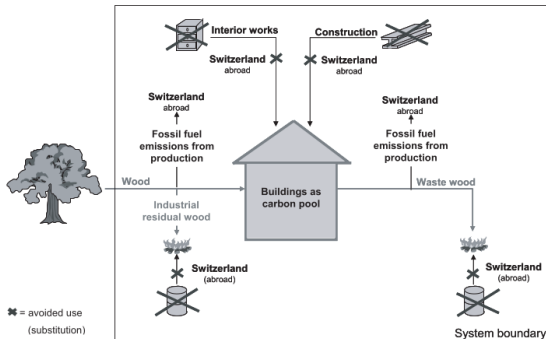 Interior works
Construction
Switzerland
abroad
Switzerland
abroad
Switzerland
abroad
Switzerland
abroad
Fossil fuel
emissions from
production
Fossil fuel
emissions from
production
Wood
Buildings as
carbon pool
Waste wood
Industrial
residual wood
Switzerland
(abroad)
Switzerland
(abroad)
= avoided use
(substitution)
System boundary